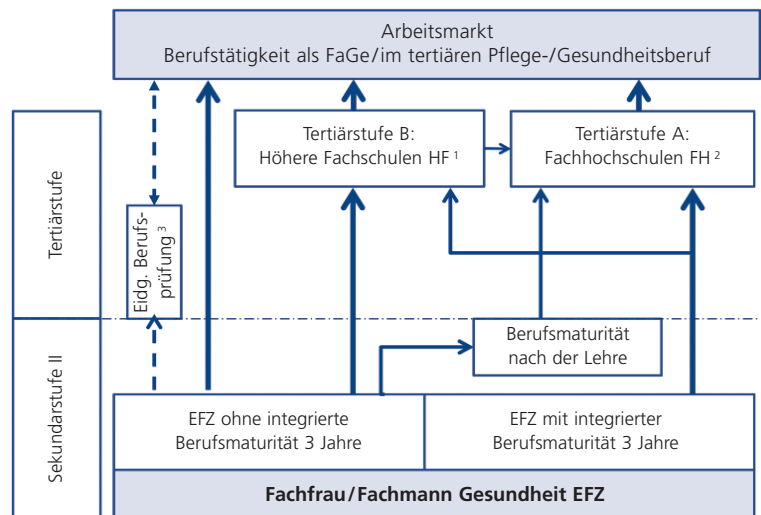 Arbeitsmarkt
Berufstätigkeit als FaGe/im tertiären Pflege-/Gesundheitsberuf
Tertiärstufe
Tertiärstufe B:
Höhere Fachschulen HF 1
Tertiärstufe A:
Fachhochschulen FH 2
Eidg. Berufs-
prüfung 3
Sekundarstufe II
Berufsmaturität
nach der Lehre
EFZ ohne integrierte
Berufsmaturität 3 Jahre
EFZ mit integrierter
Berufsmaturität 3 Jahre
Fachfrau/Fachmann Gesundheit EFZ